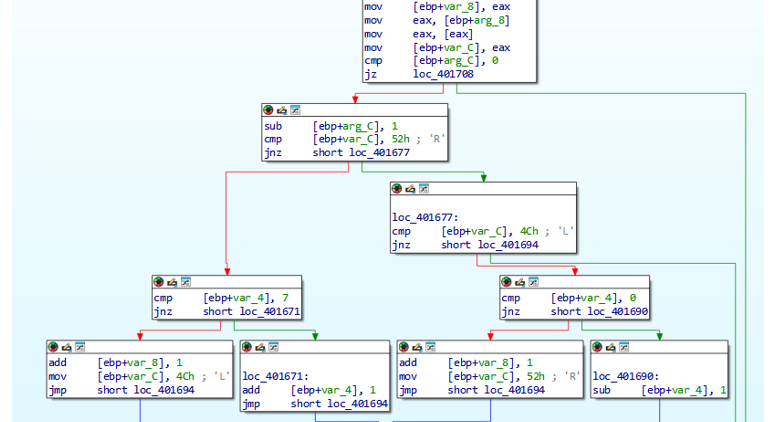 mov [ebp+var_8], eax
mov eax, [ebp+arg_8]
mov eax, [eax]
mov [ebp+var_C], eax
cmp [ebp+arg_C], 0
jz loc_401708
sub [ebp+arg_C], 1
cmp [ebp+var_C], 52h ; 'R'
jnz short loc_401677
loc_401677:
cmp [ebp+var_C], 4Ch ; 'L'
jnz short loc_401694
cmp [ebp+var_4], 7
jnz short loc_401671
cmp [ebp+var_4], 0
jnz short loc_401690
add [ebp+var_8], 1
mov [ebp+var_C], 4Ch ; 'L'
jmp short loc_401694
loc_401671:
add [ebp+var_4], 1
jmp short loc_401694
add [ebp+var_8], 1
mov [ebp+var_C], 52h ; 'R'
jmp short loc_401694
loc_401690:
sub [ebp+var_4], 1